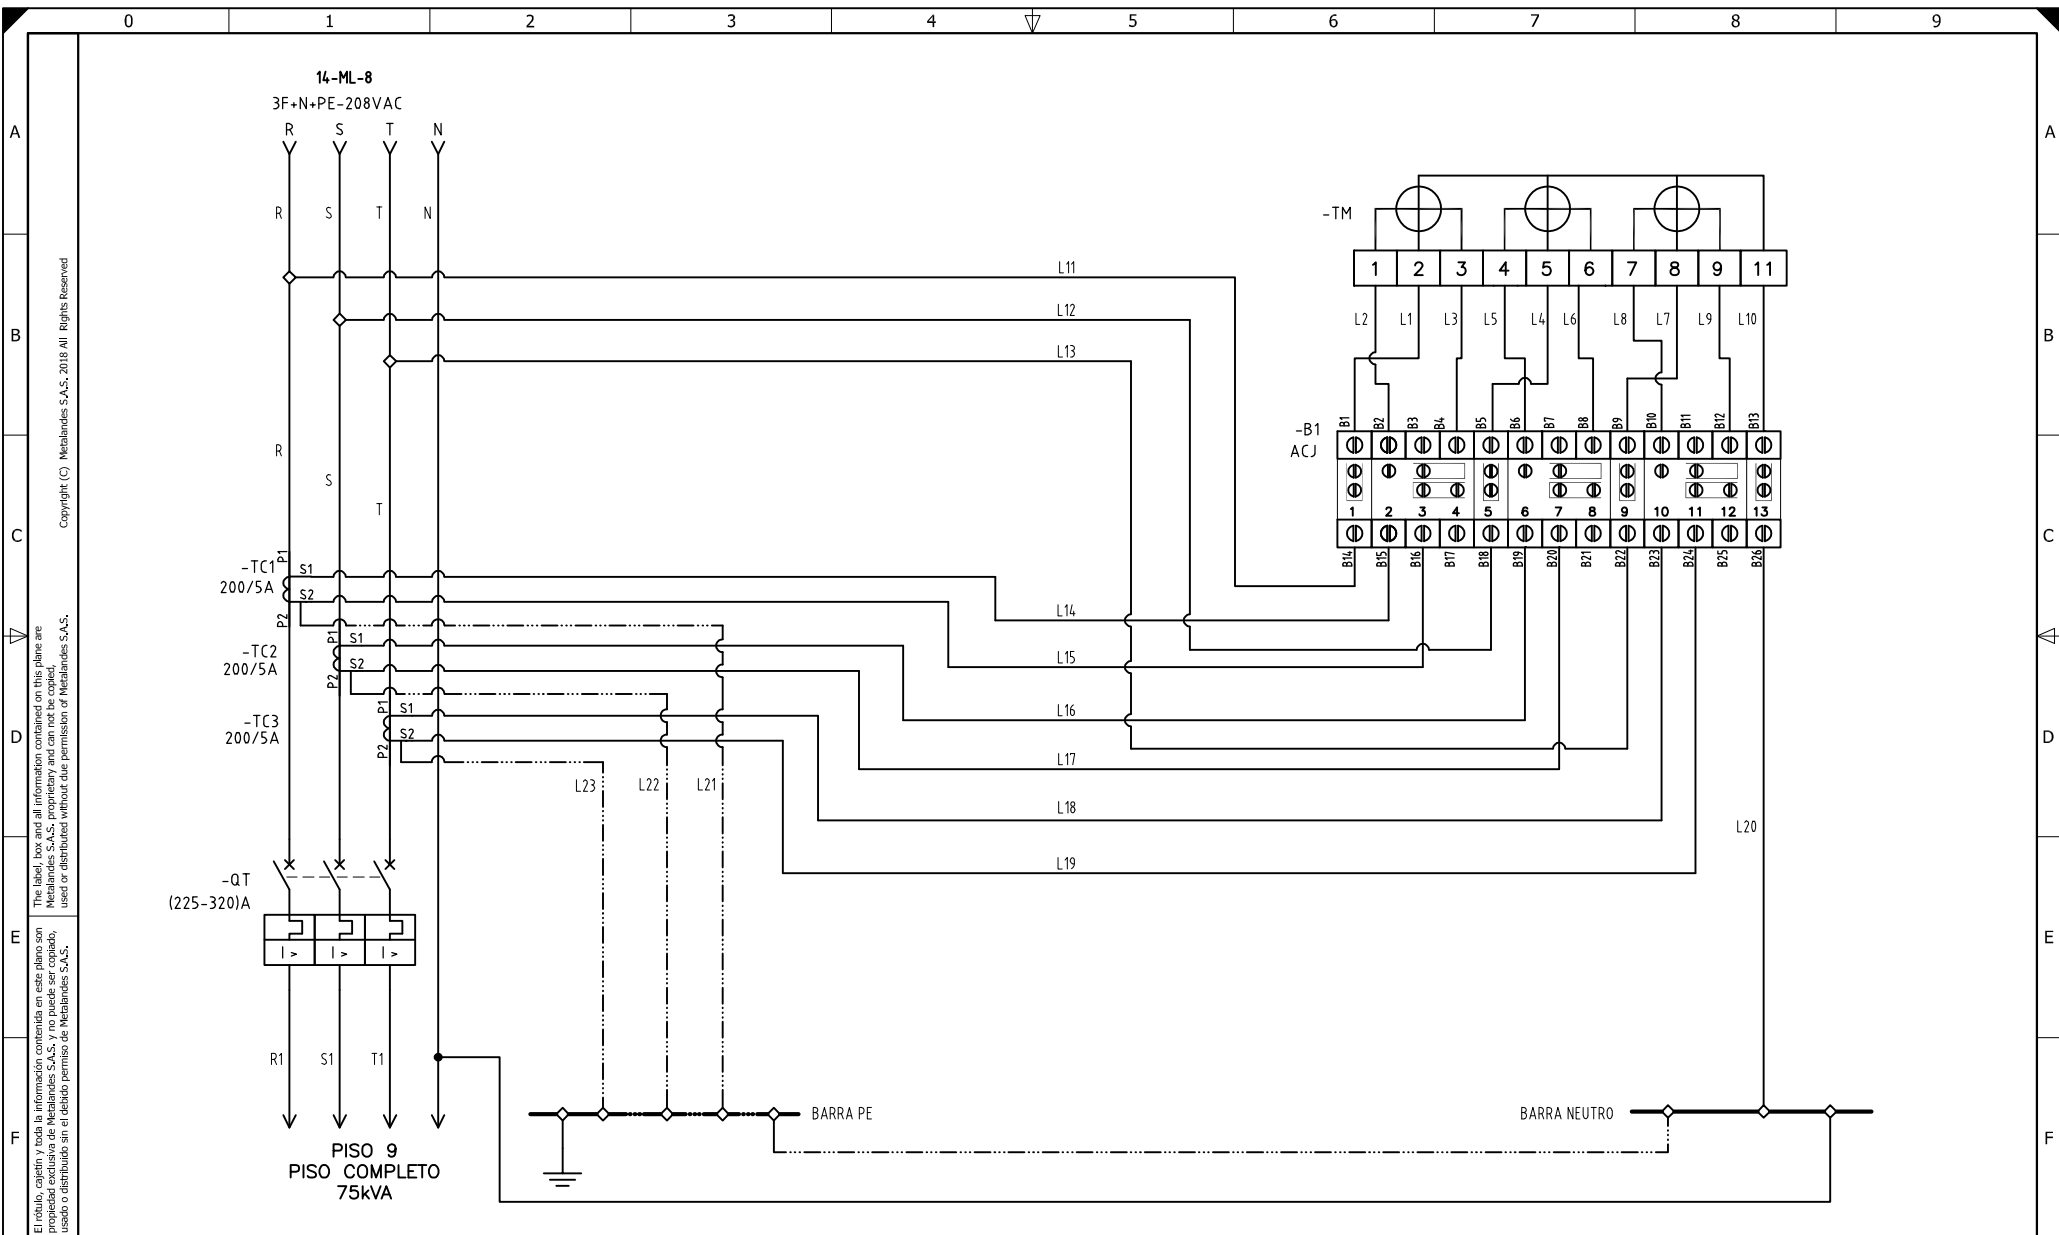 0 1 2 3 4 5 6 7 8 9
14-ML-8
3F+N+PE-208VAC
R S T N
A A
R S T N
-TM
1 2 3 4 5 6 7 8 9 11
L11
L2 L1 L3 L5 L4 L6 L8 L7 L9 L10
L12
B B
L13
B1 B2 B3 B4 B5 B6 B7 B8 B9 B10 B11 B12 B13
-B1
ACJ
R
S
T
1 2 3 4 5 6 7 8 9 10 11 12 13
C C
B14 B15 B16 B17 B18 B19 B20 B21 B22 B23 B24 B25 B26
P1
-TC1 S1
200/5A S2
P2
L14
P1
S1
-TC2
200/5A S2
P2
L15
P1
S1
L16
-TC3
200/5A S2
P2
D D
L17
L23 L22 L21
L18
L20
L19
-QT
(225-320)A
E E
I> I> I>
R1 S1 T1
BARRA PE
BARRA NEUTRO
F F
PISO 9
PISO COMPLETO
75kVA
Copyright (C) Metalandes S.A.S. 2018 All Rights Reserved
The label, box and all information contained on this plane are
Metalandes S.A.S. proprietary and can not be copied,
used or distributed without due permission of Metalandes S.A.S.
El rótulo, cajetín y toda la información contenida en este plano son
propiedad exclusiva de Metalandes S.A.S. y no puede ser copiado,
usado o distribuido sin el debido permiso de Metalandes S.A.S.